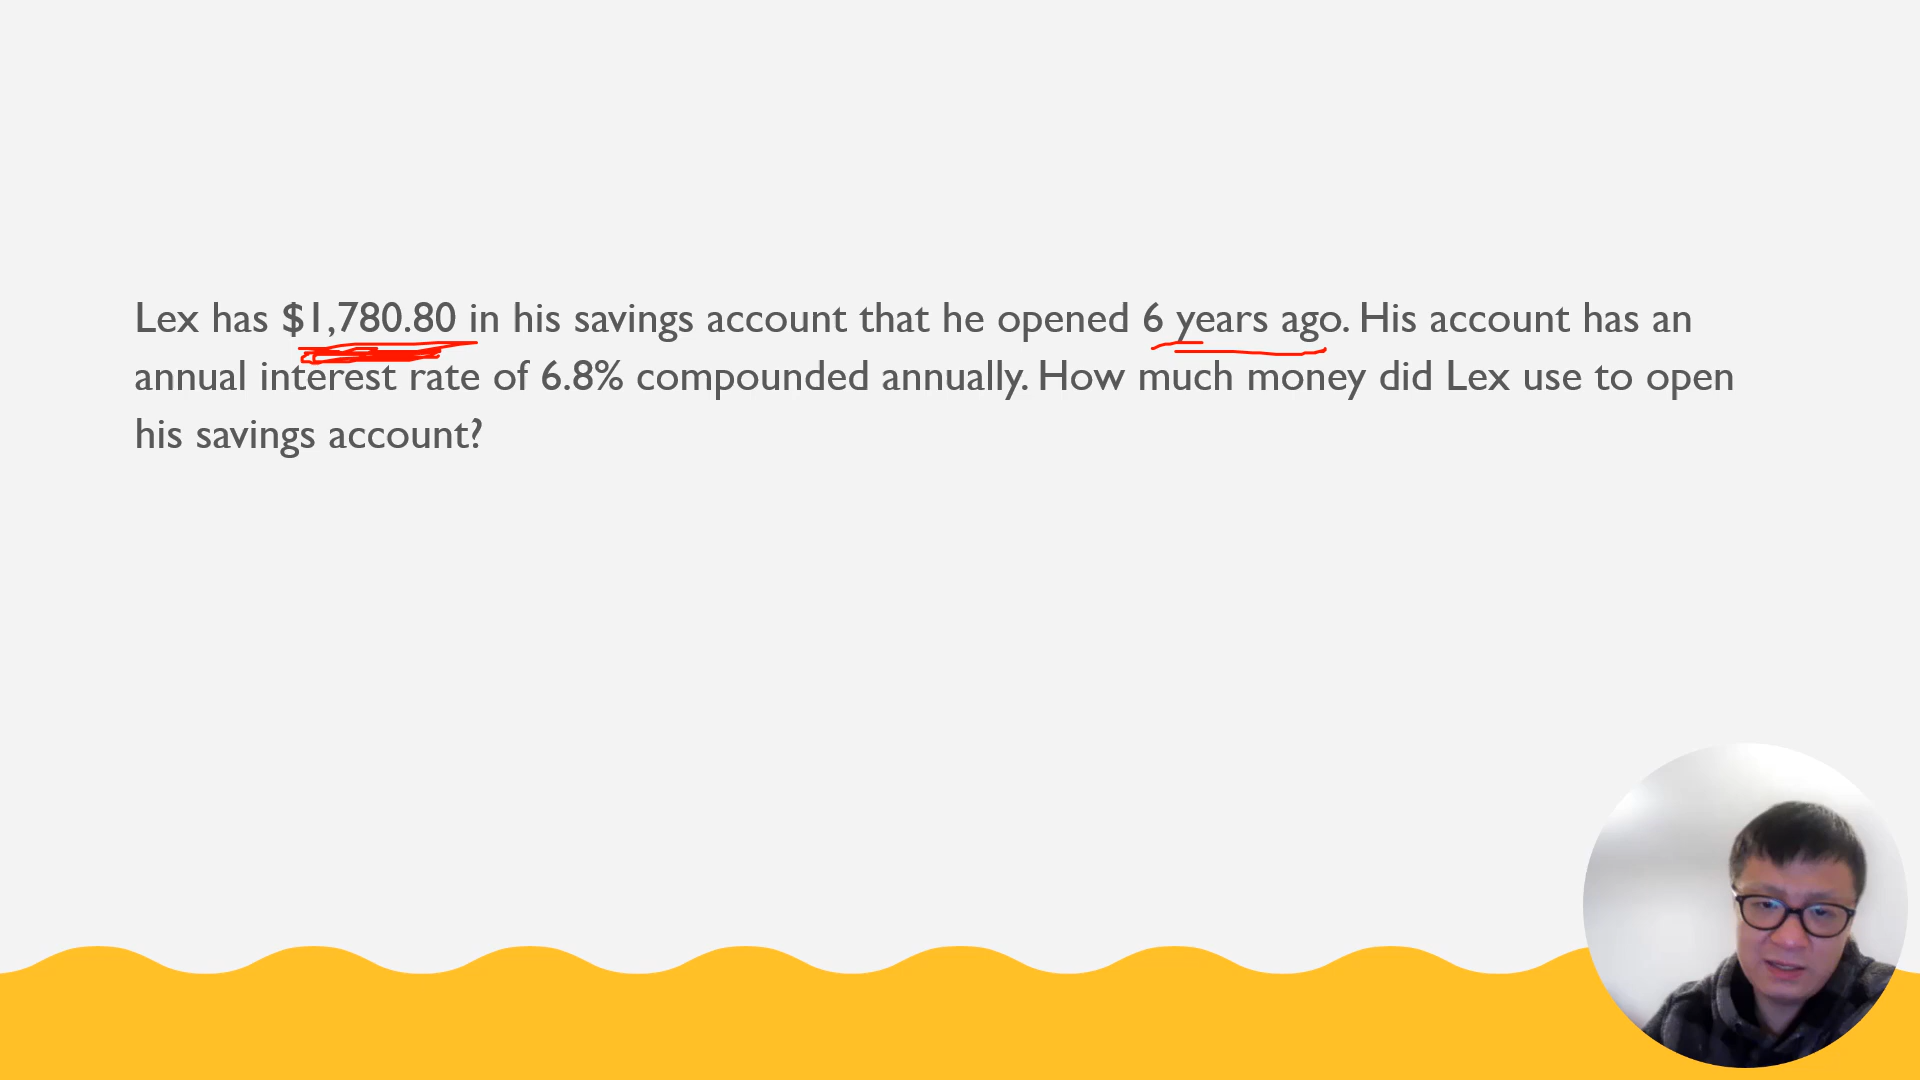 Lex has $1,780.80 in his savings account that he opened 6 years ago. His account has an
annual interest rate of 6.8% compounded annually. How much money did Lex use to open
his savings account?